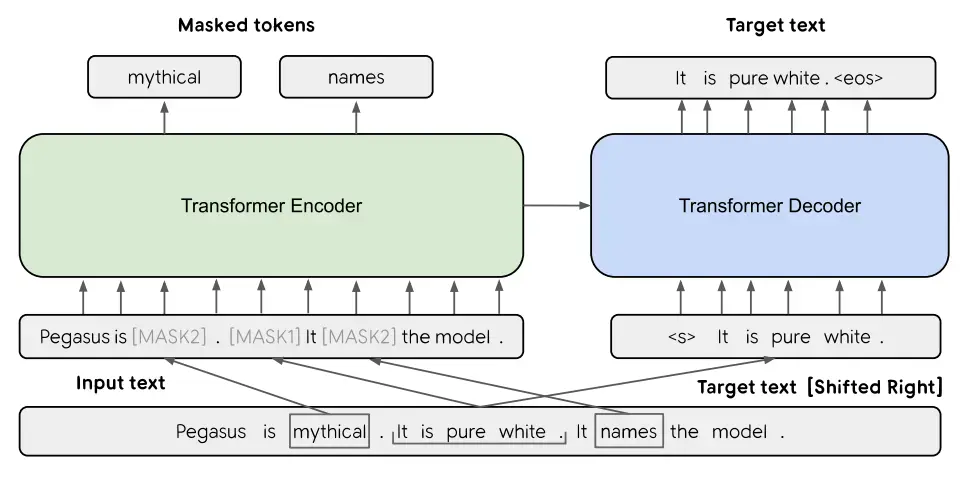 Masked tokens
Target text
mythical
names
It is pure white . <eos>
Transformer Encoder
Transformer Decoder
Pegasus is [MASK2] . [MASK1] It [MASK2] the model .
<s> It is pure white .
Input text
Target text [Shifted Right]
Pegasus is mythical . It is pure white . It names the model .